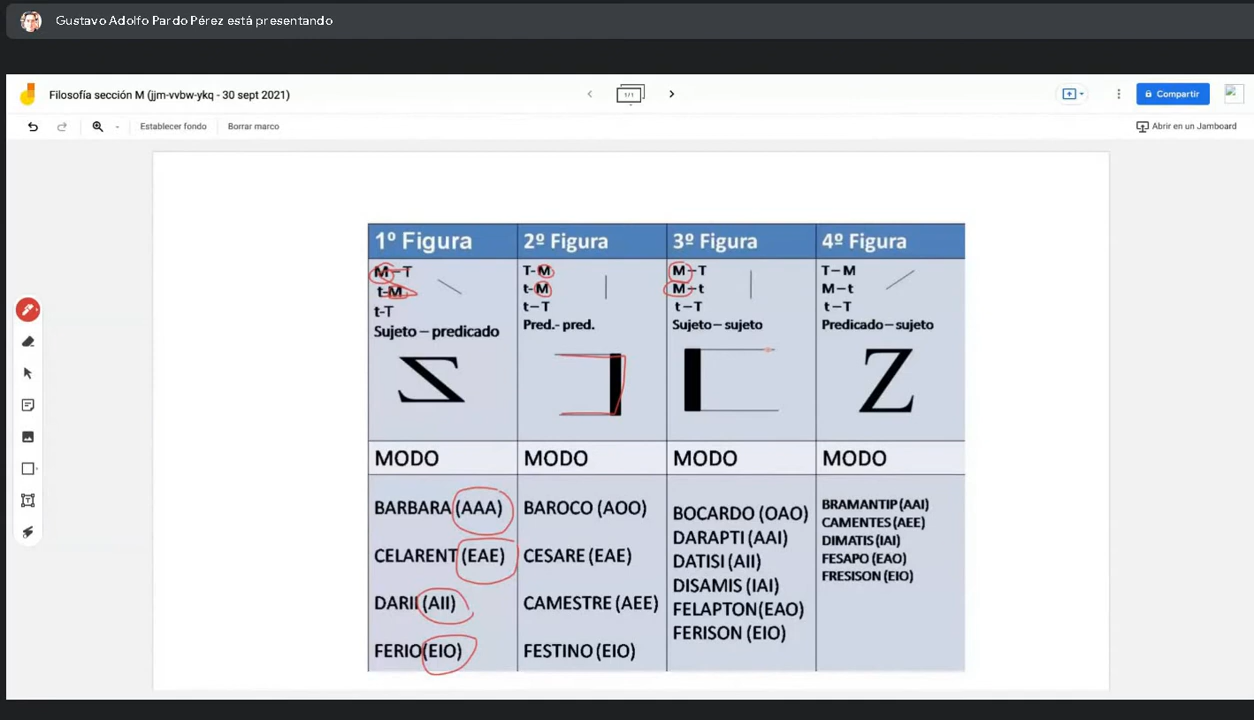 Gustavo Adolfo Pardo Pérez está presentando
Filosofía sección M (jjm-vvbw-ykq - 30 sept 2021)
1/1
Compartir
Establecer fondo
Borrar marco
Abrir en un Jamboard
1º Figura
M–T
t-M
t-T
Sujeto – predicado
2º Figura
T-M
t-M
t–T
Pred.- pred.
3º Figura
M–T
M–t
t–T
Sujeto – sujeto
4º Figura
T–M
M–t
t–T
Predicado – sujeto
Z
MODO
BARBARA (AAA)
CELARENT (EAE)
DARII (AII)
FERIO(EIO)
MODO
BAROCO (AOO)
CESARE (EAE)
CAMESTRE (AEE)
FESTINO (EIO)
MODO
BOCARDO (OAO)
DARAPTI (AAI)
DATISI (AII)
DISAMIS (IAI)
FELAPTON(EAO)
FERISON (EIO)
MODO
BRAMANTIP (AAI)
CAMENTES (AEE)
DIMATIS (IAI)
FESAPO (EAO)
FRESISON (EIO)